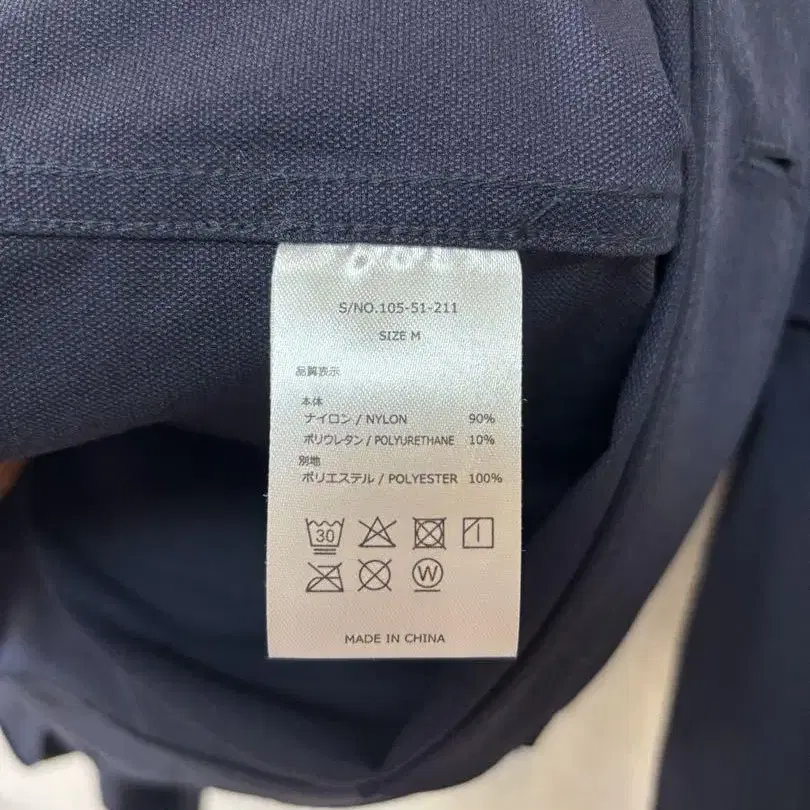 S/NO.105-51-211
SIZE M
品質表示
本体
ナイロン / NYLON 90%
ポリウレタン / POLYURETHANE 10%
別地
ポリエステル / POLYESTER 100%
30
W
MADE IN CHINA